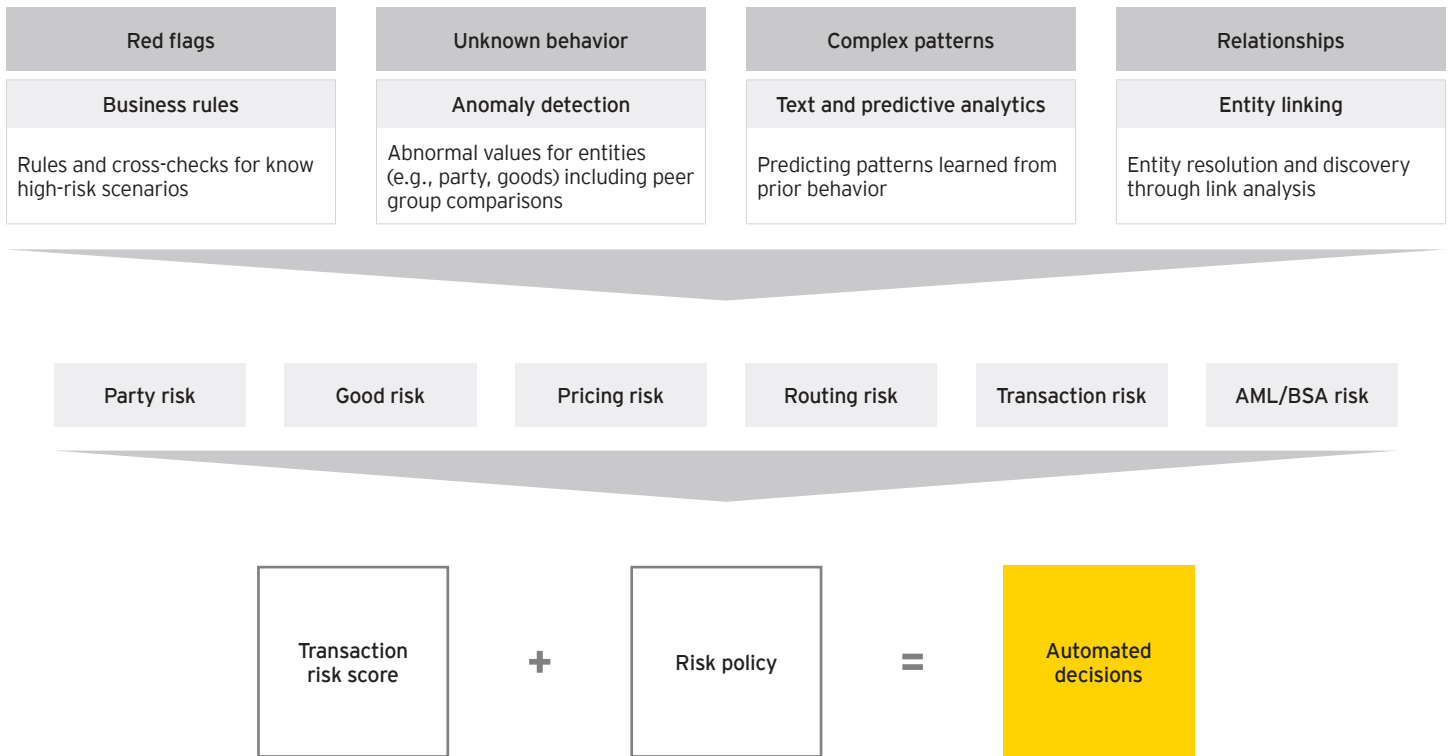 Red flags
Unknown behavior
Complex patterns
Relationships
Business rules
Anomaly detection
Text and predictive analytics
Entity linking
Rules and cross-checks for know
high-risk scenarios
Abnormal values for entities
(e.g., party, goods) including peer
group comparisons
Predicting patterns learned from
prior behavior
Entity resolution and discovery
through link analysis
Party risk
Good risk
Pricing risk
Routing risk
Transaction risk
AML/BSA risk
Transaction
risk score
+
Risk policy
=
Automated
decisions